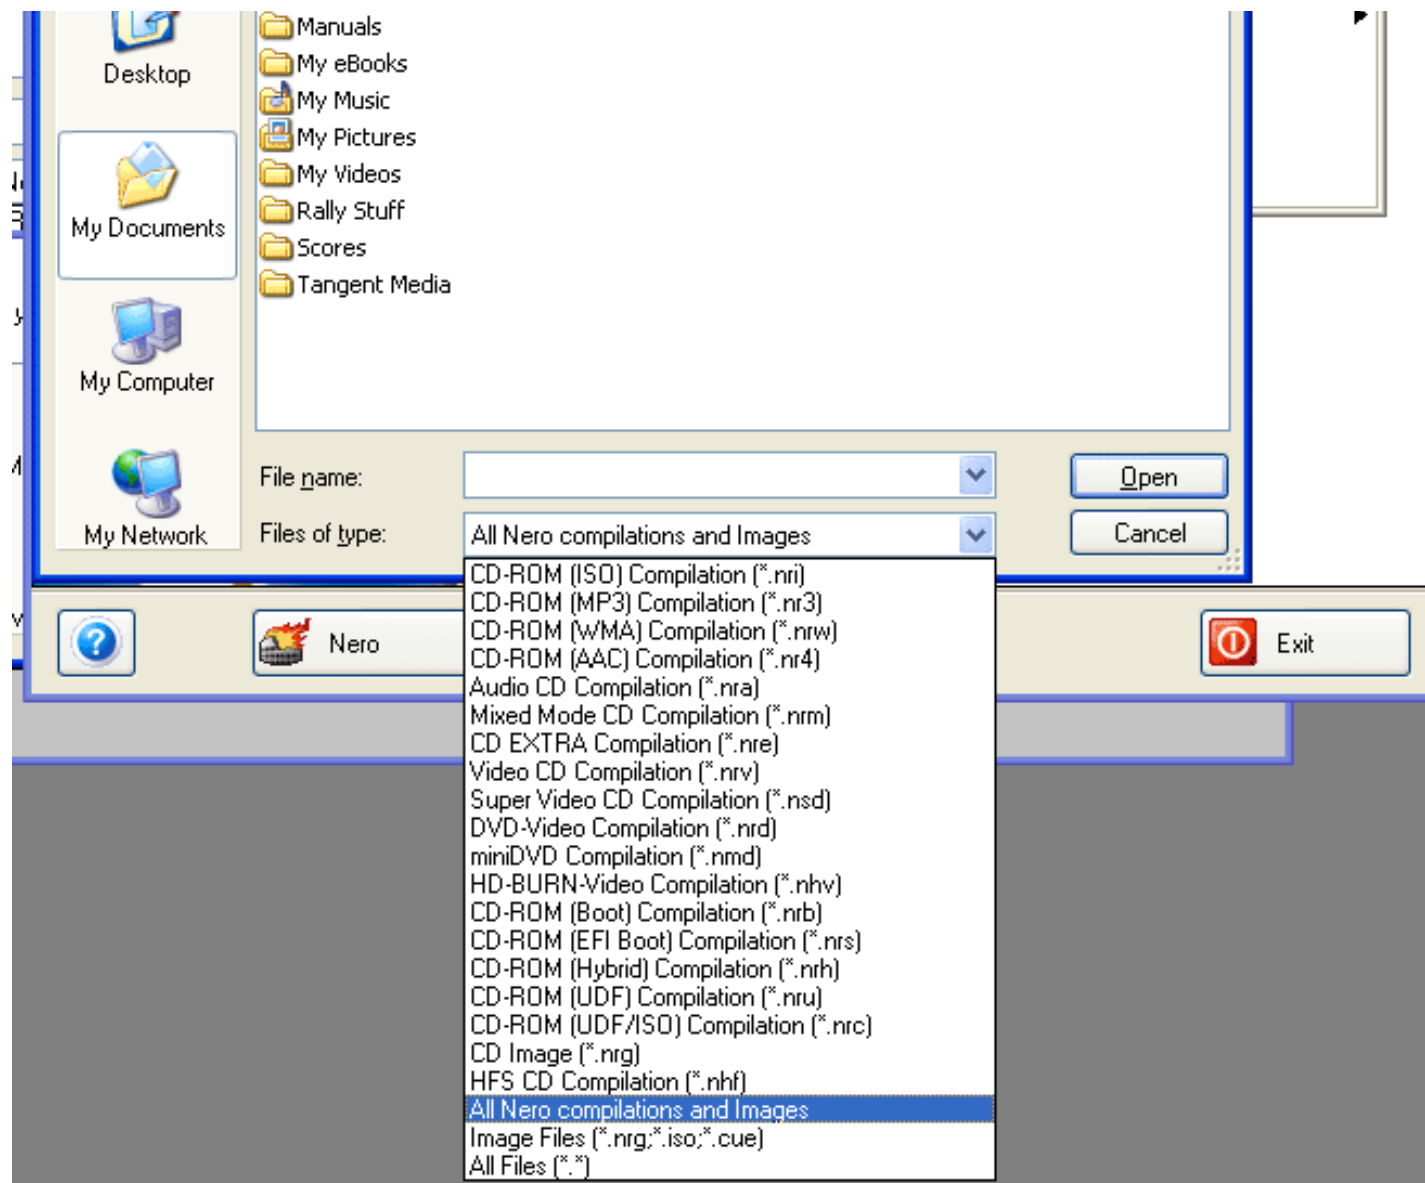 Manuals
My eBooks
My Music
My Pictures
My Videos
Rally Stuff
Scores
Tangent Media
Desktop
My Documents
My Computer
My Network
File name:
Open
Files of type:
All Nero compilations and Images
Cancel
CD-ROM (ISO) Compilation (*.nri)
CD-ROM (MP3) Compilation (*.nr3)
CD-ROM (WMA) Compilation (*.nrw)
CD-ROM (AAC) Compilation (*.nr4)
Audio CD Compilation (*.nra)
Mixed Mode CD Compilation (*.nrm)
CD EXTRA Compilation (*.nre)
Video CD Compilation (*.nrv)
Super Video CD Compilation (*.nsd)
DVD-Video Compilation (*.nrd)
miniDVD Compilation (*.nmd)
HD-BURN-Video Compilation (*.nhv)
CD-ROM (Boot) Compilation (*.nrb)
CD-ROM (EFI Boot) Compilation (*.nrs)
CD-ROM (Hybrid) Compilation (*.nrh)
CD-ROM (UDF) Compilation (*.nru)
CD-ROM (UDF/ISO) Compilation (*.nrc)
CD Image (*.nrg)
HFS CD Compilation (*.nhf)
All Nero compilations and Images
Image Files (*.nrg;*.iso;*.cue)
All Files (*.*)
Nero
Exit